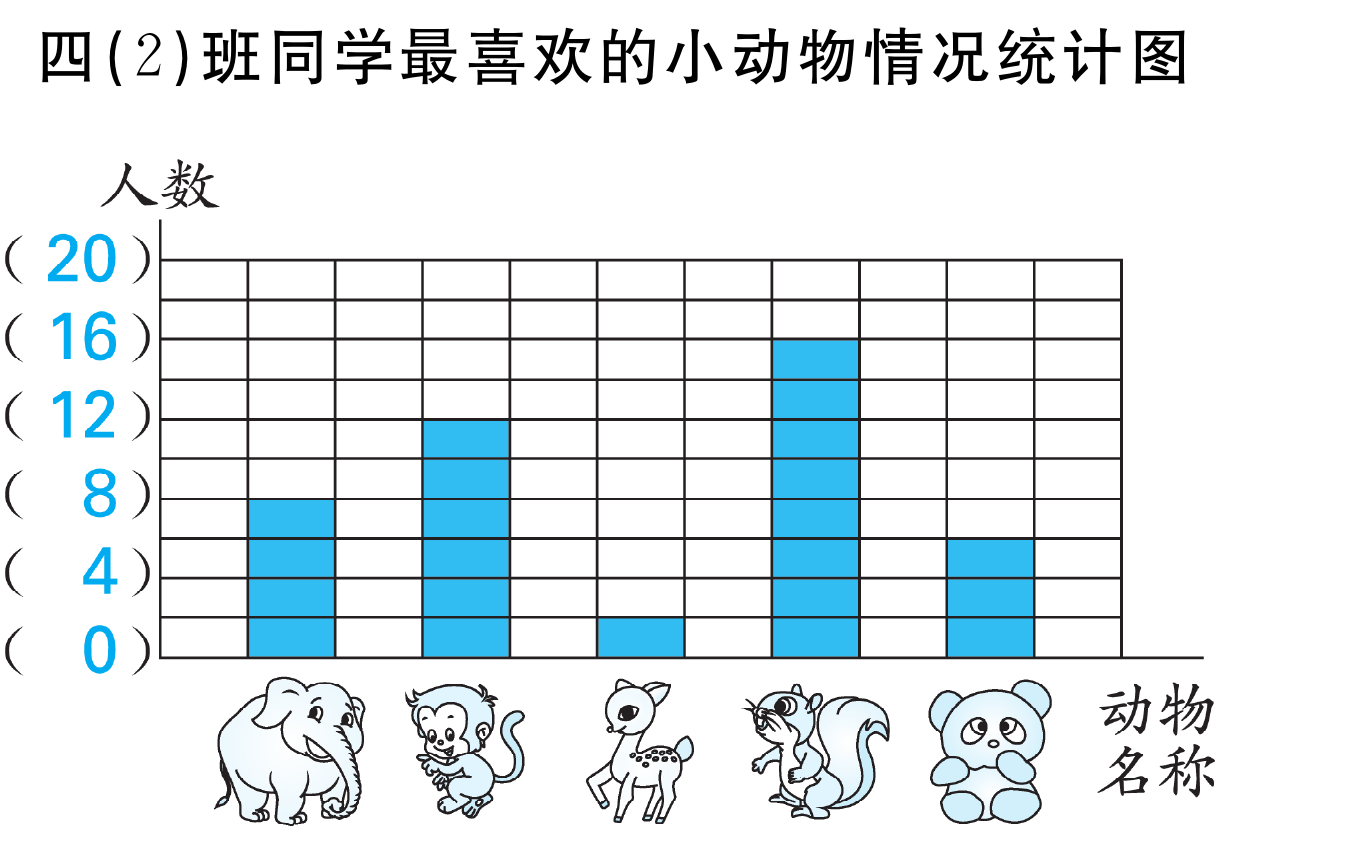 四(2)班同学最喜欢的小动物情况统计图
人数
(20)
(16)
(12)
(8)
(4)
(0)
动物
名称